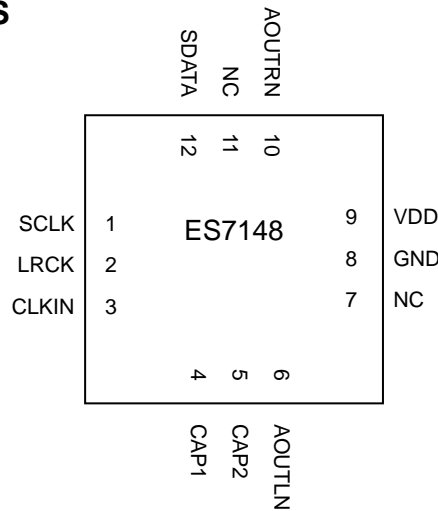 S
SDATA
NC
AOUTRN
12
11
10
SCLK 1
LRCK 2
CLKIN 3
ES7148
9 VDD
8 GND
7 NC
4
5
6
CAP1
CAP2
AOUTLN